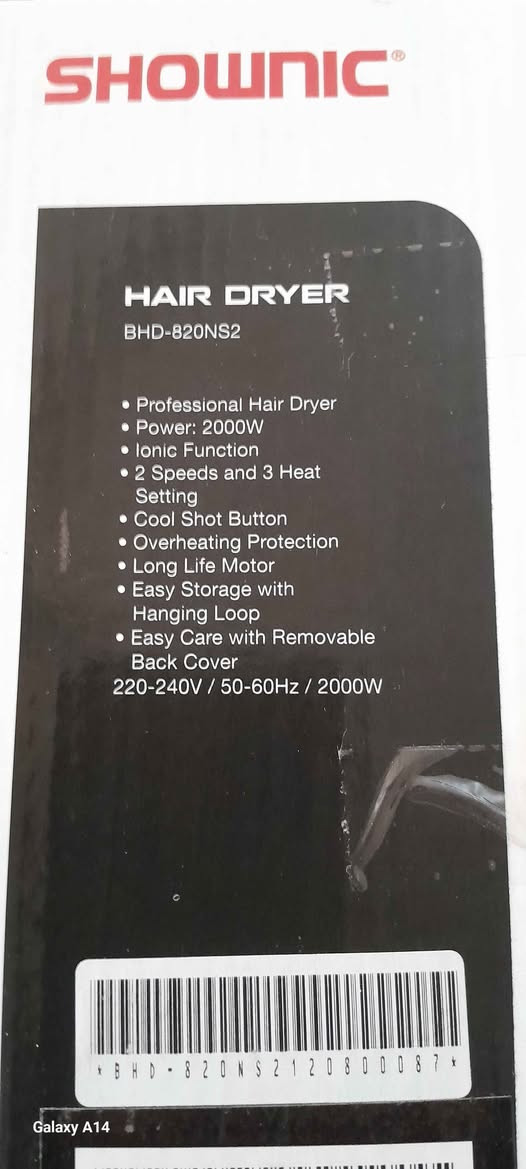 SHOWNIC®
HAIR DRYER
BHD-820NS2
• Professional Hair Dryer
• Power: 2000W
• Ionic Function
• 2 Speeds and 3 Heat
Setting
• Cool Shot Button
• Overheating Protection
• Long Life Motor
• Easy Storage with
Hanging Loop
• Easy Care with Removable
Back Cover
220-240V / 50-60Hz / 2000W
*BHD-820NS2120800087*
Galaxy A14